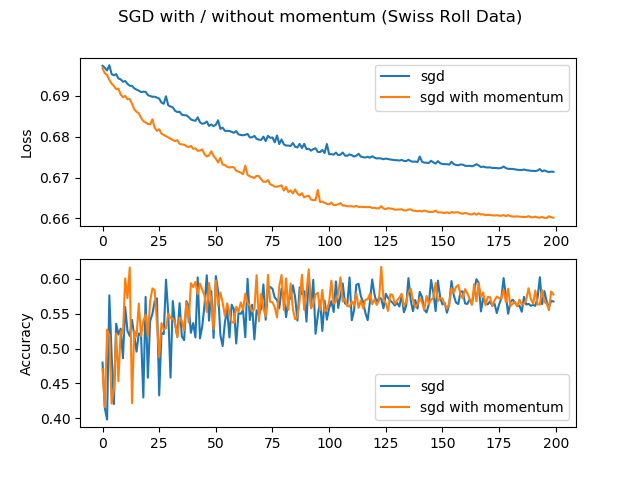 SGD with / without momentum (Swiss Roll Data)
Loss
0.69
0.68
0.67
0.66
sgd
sgd with momentum
0 25 50 75 100 125 150 175 200
Accuracy
0.60
0.55
0.50
0.45
0.40
sgd
sgd with momentum
0 25 50 75 100 125 150 175 200